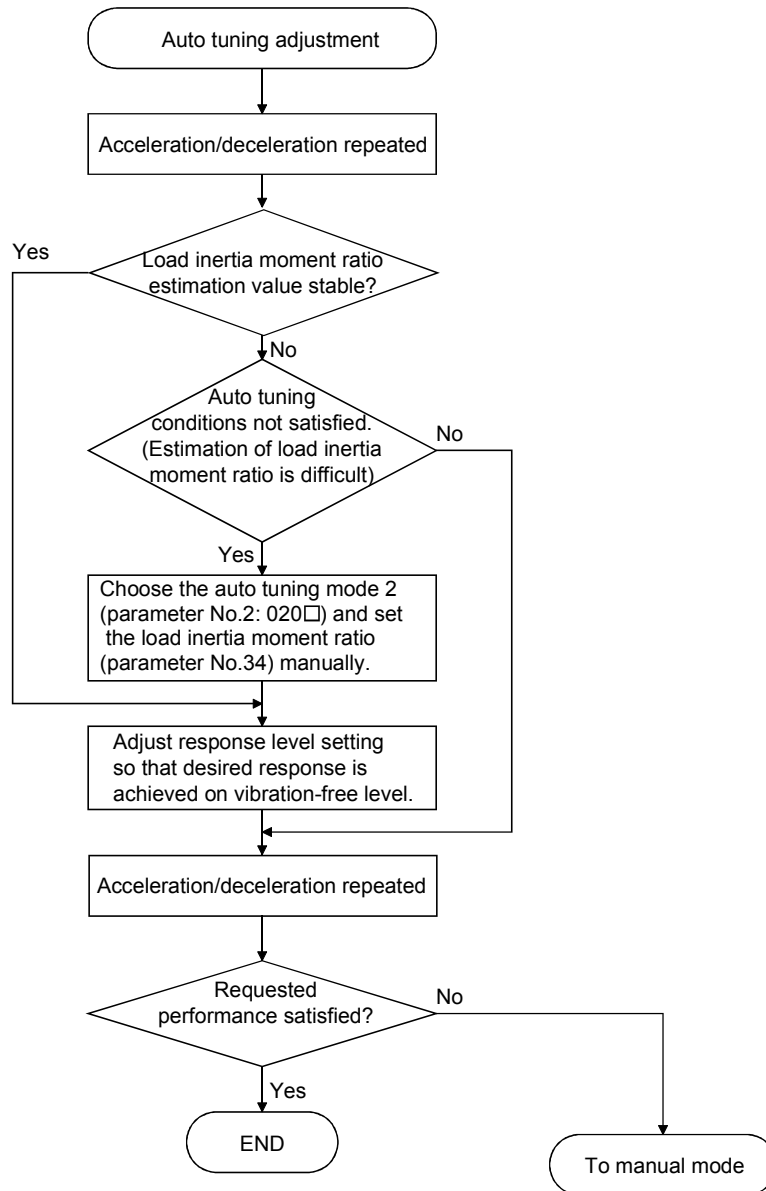 Auto tuning adjustment
Acceleration/deceleration repeated
Yes
Load inertia moment ratio
estimation value stable?
No
Auto tuning
conditions not satisfied.
(Estimation of load inertia
moment ratio is difficult)
No
Yes
Choose the auto tuning mode 2
(parameter No.2: 020□) and set
the load inertia moment ratio
(parameter No.34) manually.
Adjust response level setting
so that desired response is
achieved on vibration-free level.
Acceleration/deceleration repeated
Requested
performance satisfied?
No
Yes
END
To manual mode